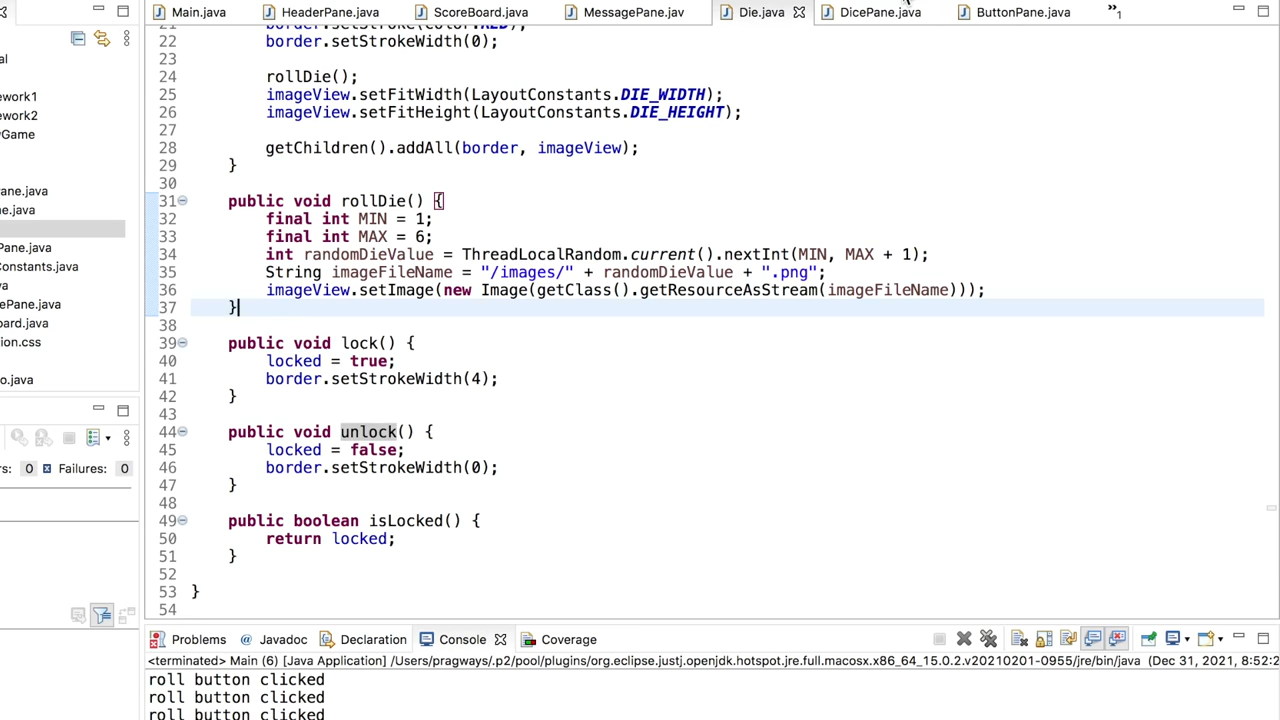 Main.java HeaderPane.java ScoreBoard.java MessagePane.jav Die.java DicePane.java ButtonPane.java »1
22 border.setStrokeWidth(0);
23
24 rollDie();
25 imageView.setFitWidth(LayoutConstants.DIE_WIDTH);
26 imageView.setFitHeight(LayoutConstants.DIE_HEIGHT);
27
28 getChildren().addAll(border, imageView);
29 }
30
31 public void rollDie() {
32 final int MIN = 1;
33 final int MAX = 6;
34 int randomDieValue = ThreadLocalRandom.current().nextInt(MIN, MAX + 1);
35 String imageFileName = "/images/" + randomDieValue + ".png";
36 imageView.setImage(new Image(getClass().getResourceAsStream(imageFileName)));
37 }
38
39 public void lock() {
40 locked = true;
41 border.setStrokeWidth(4);
42 }
43
44 public void unlock() {
45 locked = false;
46 border.setStrokeWidth(0);
47 }
48
49 public boolean isLocked() {
50 return locked;
51 }
52
53 }
54
al
ework1
ework2
yGame
Pane.java
ne.java
Pane.java
Constants.java
va
ePane.java
oard.java
ion.css
o.java
rs: 0 Failures: 0
Problems @ Javadoc Declaration Console Coverage
<terminated> Main (6) [Java Application] /Users/pragways/.p2/pool/plugins/org.eclipse.justj.openjdk.hotspot.jre.full.macosx.x86_64_15.0.2.v20210201-0955/jre/bin/java (Dec 31, 2021, 8:52:2
roll button clicked
roll button clicked
roll button clicked